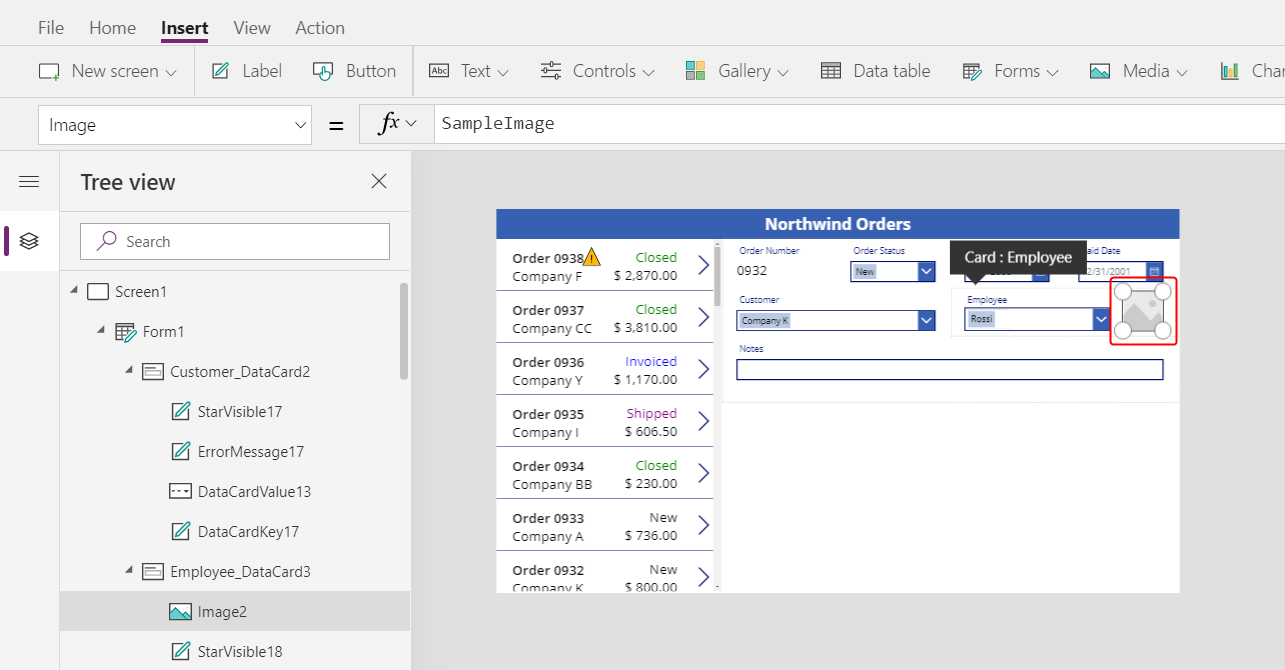 File Home Insert View Action
New screen Label Button Abc Text Controls Gallery Data table Forms Media Char
Image = fx SampleImage
Tree view
Search
Screen1
Form1
Customer_DataCard2
StarVisible17
ErrorMessage17
DataCardValue13
DataCardKey17
Employee_DataCard3
Image2
StarVisible18
Northwind Orders
Order 0938 Closed
Company F $ 2,870.00
Order 0937 Closed
Company CC $ 3,810.00
Order 0936 Invoiced
Company Y $ 1,170.00
Order 0935 Shipped
Company I $ 606.50
Order 0934 Closed
Company BB $ 230.00
Order 0933 New
Company A $ 736.00
Order 0932 New
Company K $ 800.00
Order Number Order Status aid Date
Card : Employee
0932 New 2/31/2001
Customer Employee
Company K Rossi
Notes